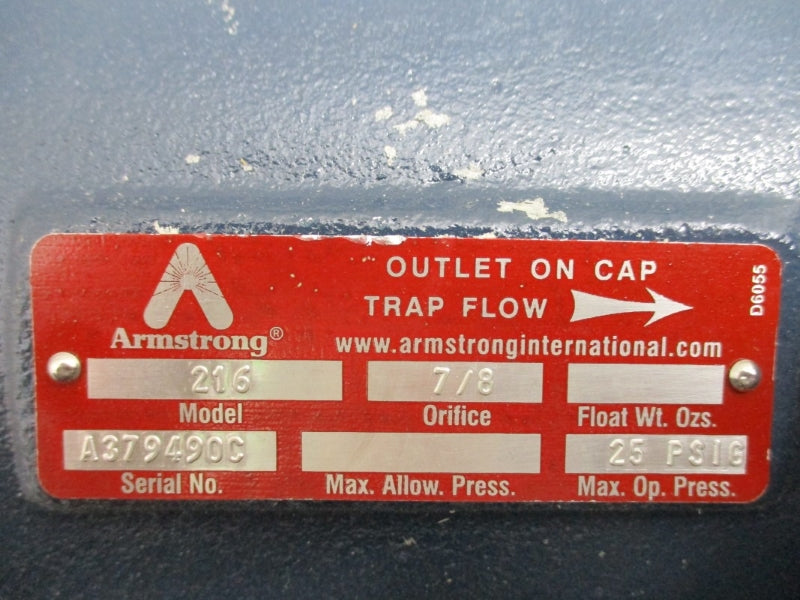 OUTLET ON CAP
TRAP FLOW
D6055
Armstrong®
www.armstronginternational.com
216
7/8
Model
Orifice
Float Wt. Ozs.
A379490C
25 PSIG
Serial No.
Max. Allow. Press.
Max. Op. Press.